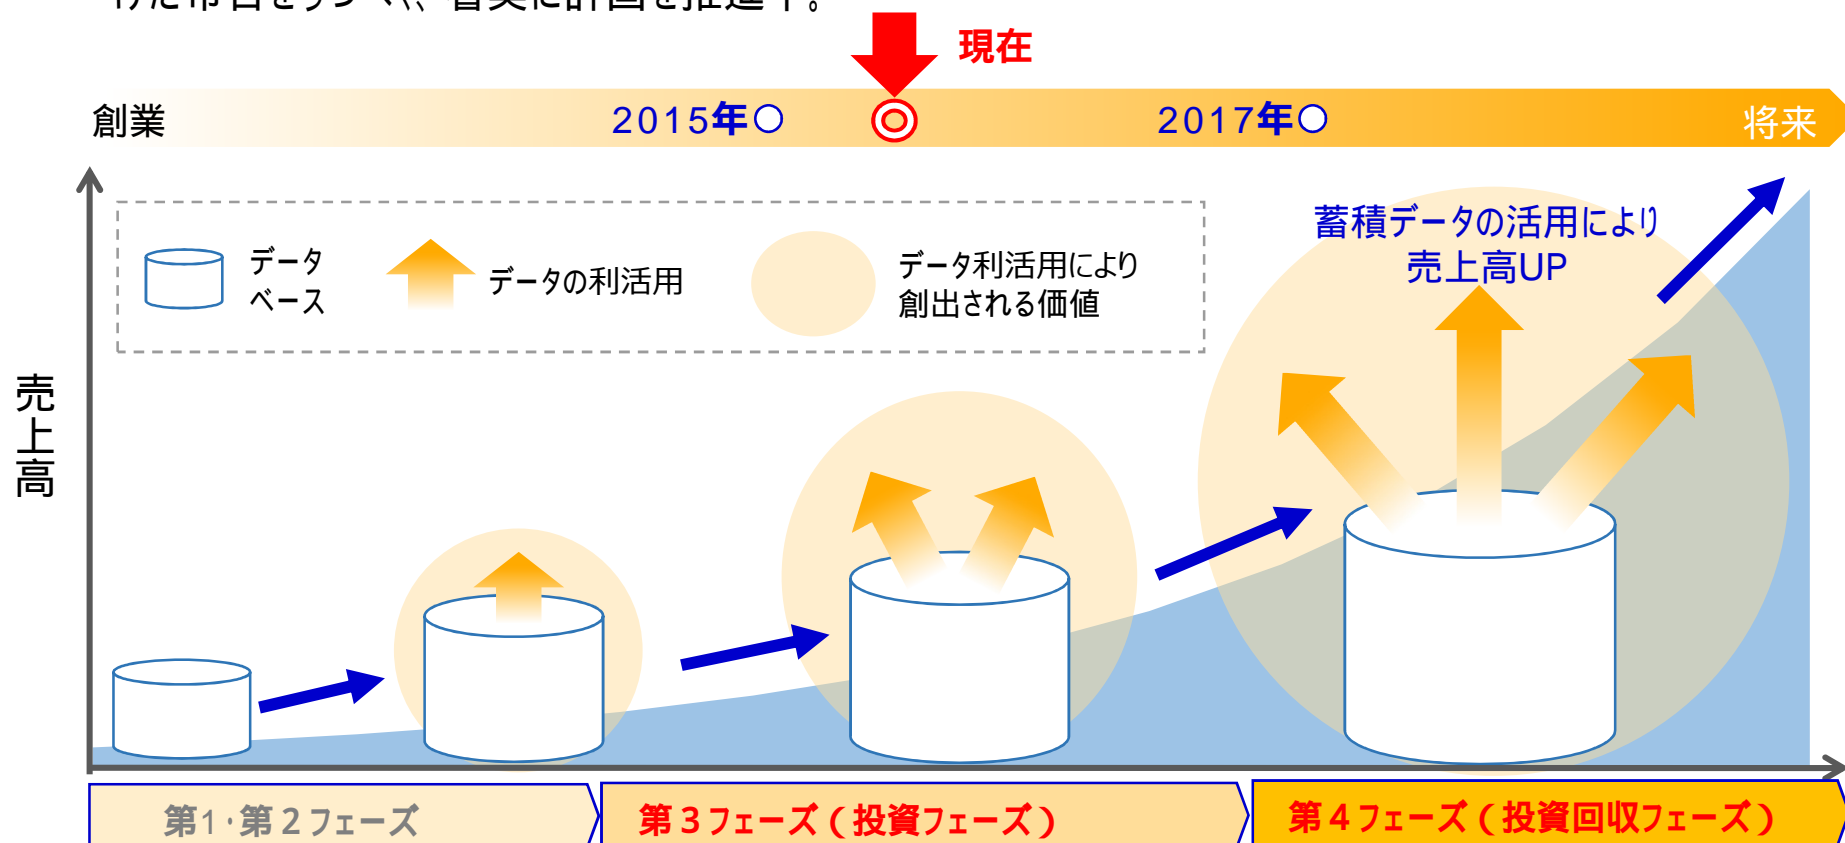 現在
創業
2015年
2017年
将来
データ
ベース
データの利活用
データ利活用により
創出される価値
蓄積データの活用により
売上高UP
売上高
第1・第2フェーズ
第3フェーズ（投資フェーズ）
第4フェーズ（投資回収フェーズ）